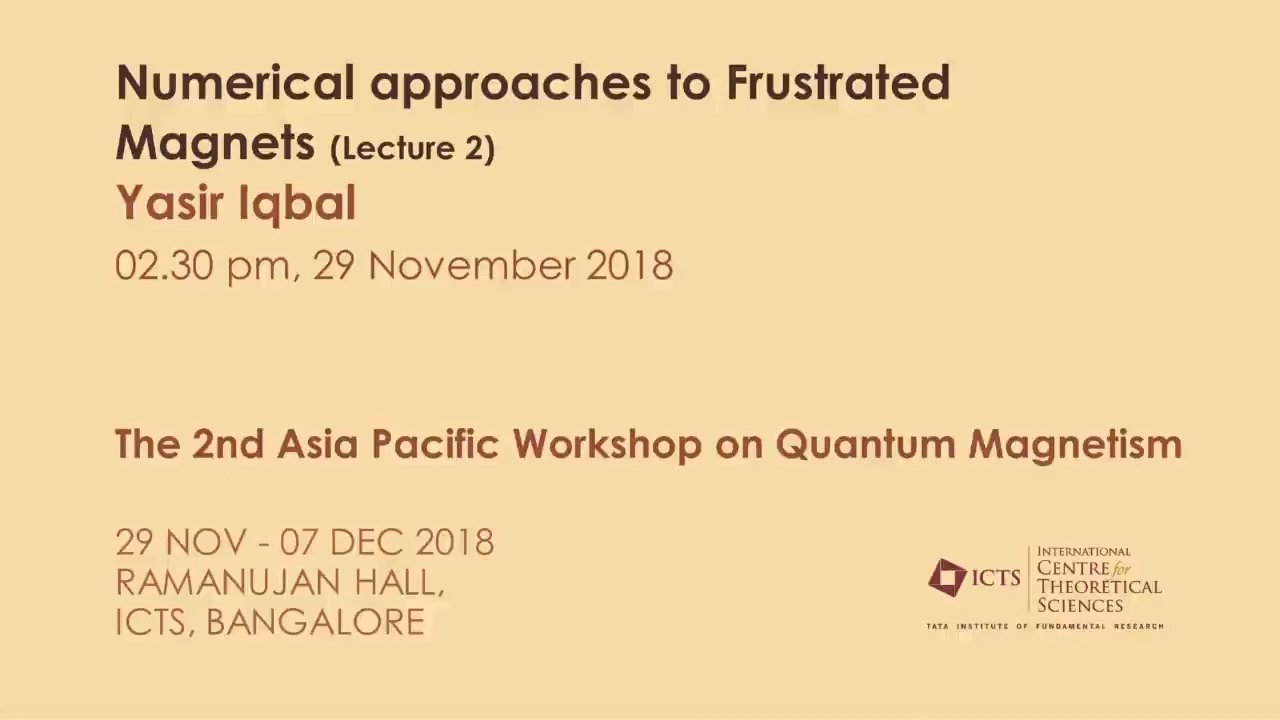 Numerical approaches to Frustrated
Magnets (Lecture 2)
Yasir Iqbal
02.30 pm, 29 November 2018
The 2nd Asia Pacific Workshop on Quantum Magnetism
29 NOV - 07 DEC 2018
RAMANUJAN HALL,
ICTS, BANGALORE
ICTS
INTERNATIONAL
CENTRE for
THEORETICAL
SCIENCES
TATA INSTITUTE OF FUNDAMENTAL RESEARCH